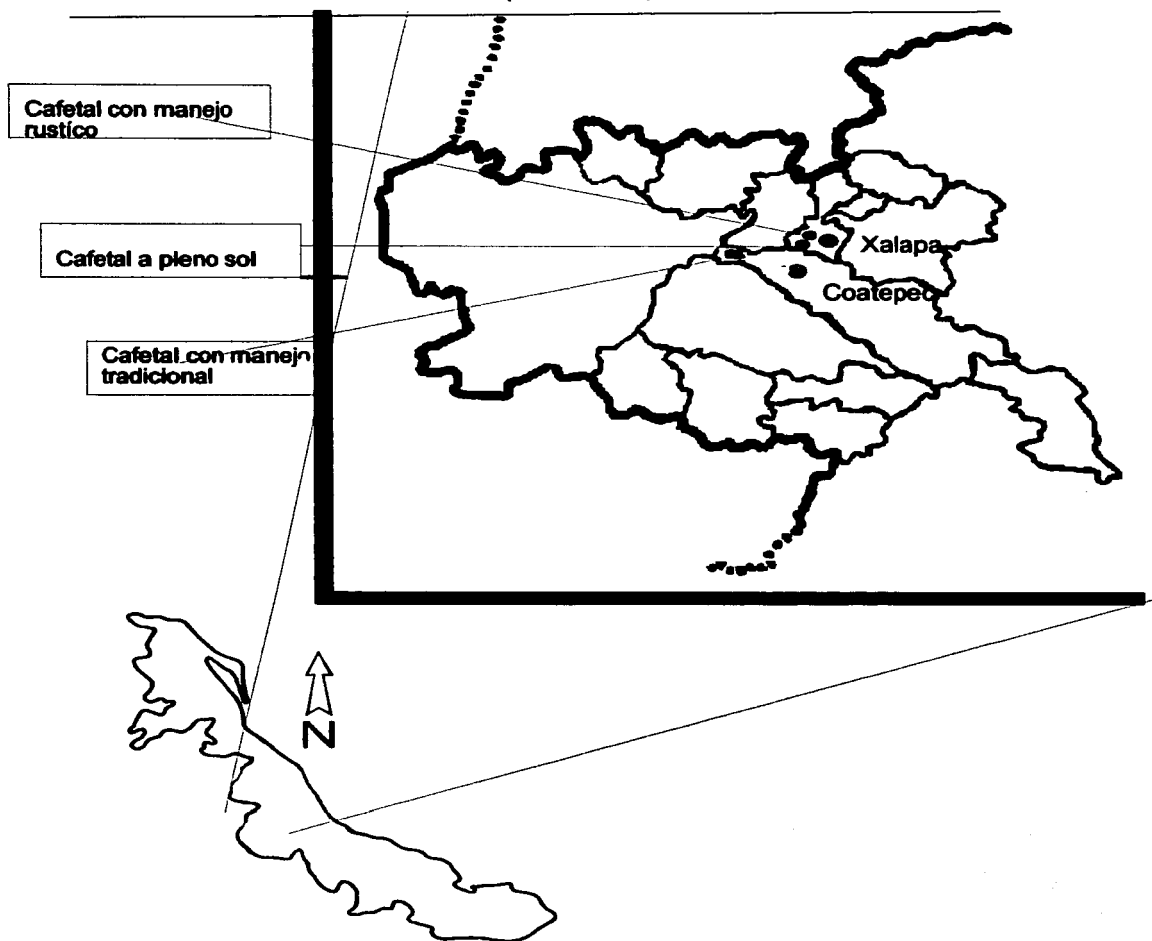 Cafetal con manejo
rustíco
Cafetal a pleno sol
Cafetal con manejo
tradicional
Xalapa
Coatepec
N